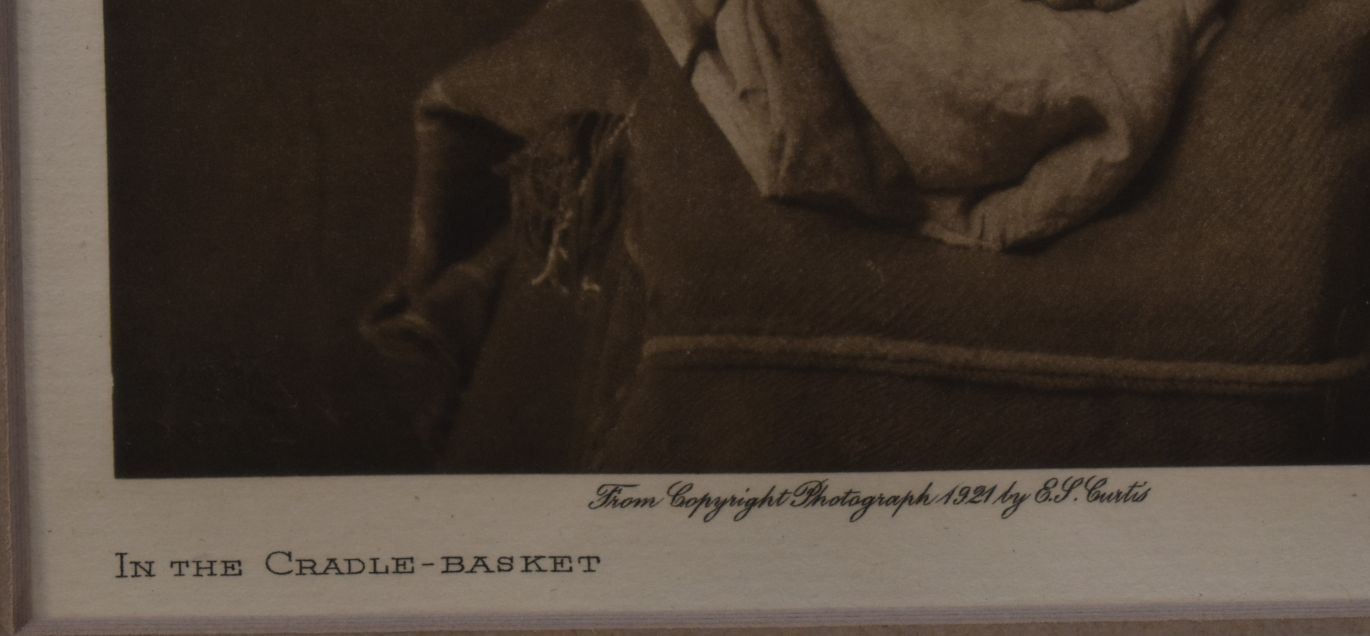 From Copyright Photograph 1921 by E.S. Curtis
In the Cradle-basket